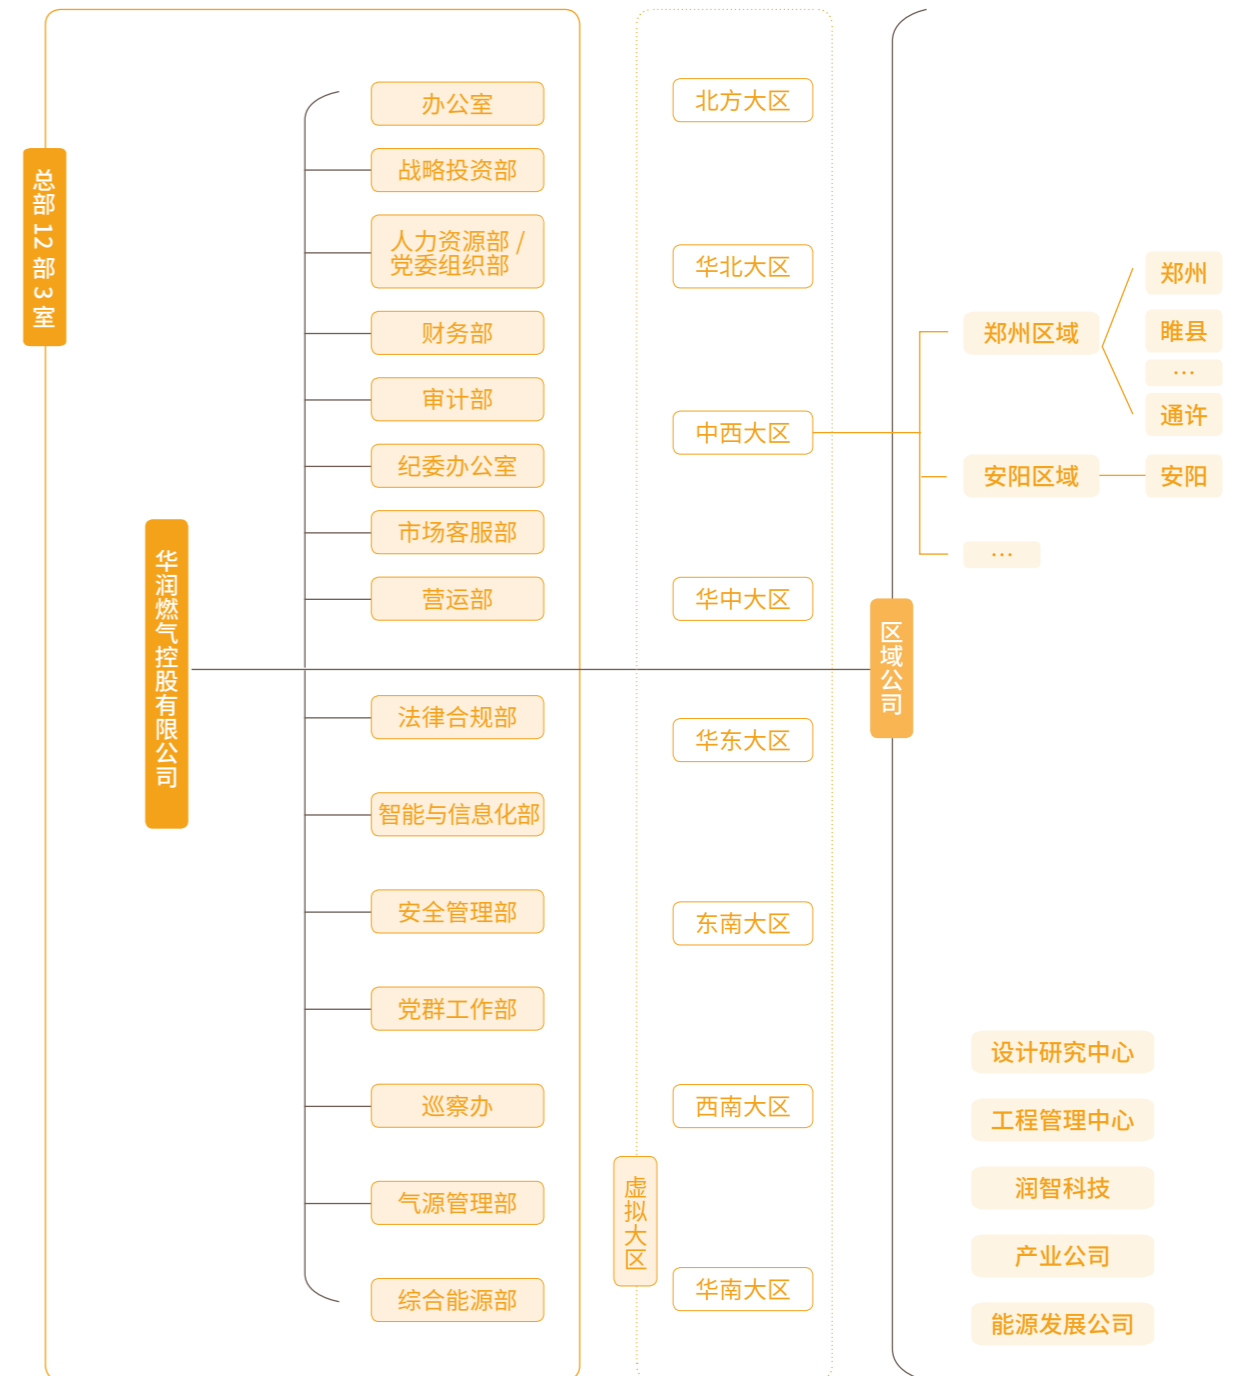 总部12部3室
华润燃气控股有限公司
办公室
战略投资部
人力资源部 /
党委组织部
财务部
审计部
纪委办公室
市场客服部
营运部
法律合规部
智能与信息化部
安全管理部
党群工作部
巡察办
气源管理部
综合能源部
虚拟大区
北方大区
华北大区
中西大区
华中大区
华东大区
东南大区
西南大区
华南大区
区域公司
郑州区域
郑州
睢县
…
通许
安阳区域
安阳
…
设计研究中心
工程管理中心
润智科技
产业公司
能源发展公司